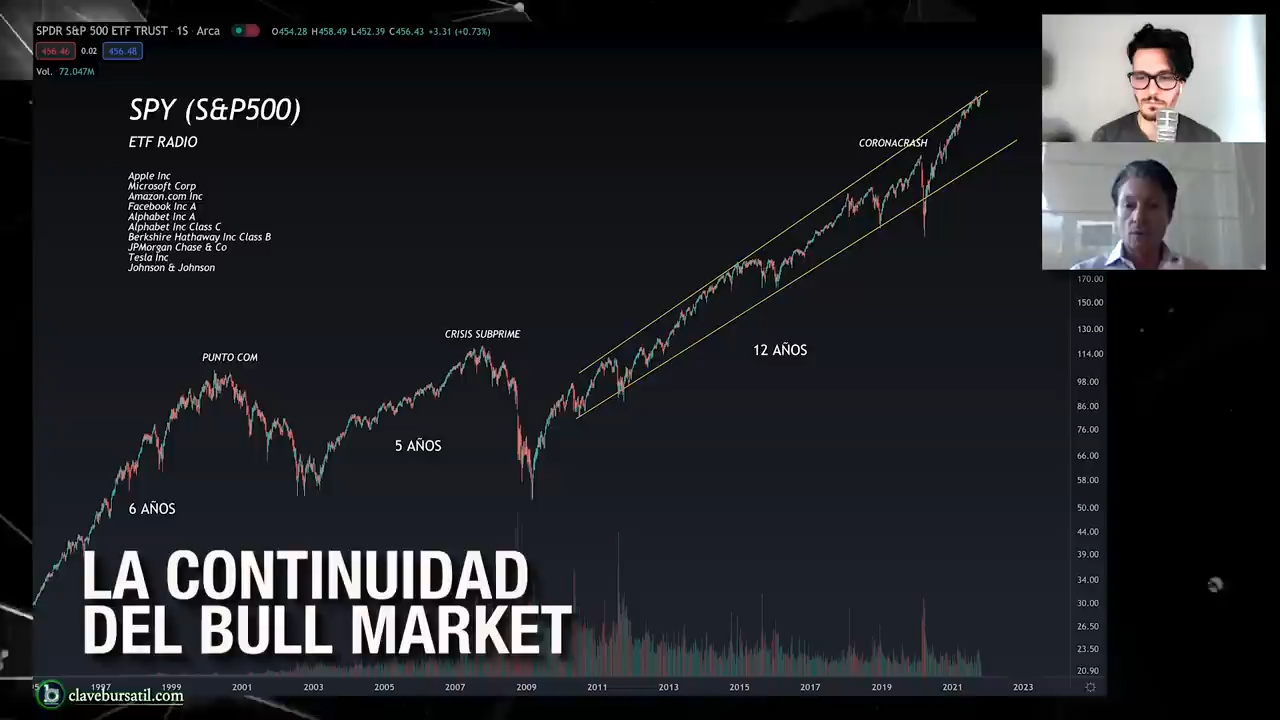 SPDR S&P 500 ETF TRUST · 1S · Arca O454.28 H458.49 L452.39 C456.43 +3.31 (+0.73%)
456.46 0.02 456.48
Vol. 72.047M
SPY (S&P500)
ETF RADIO
Apple Inc
Microsoft Corp
Amazon.com Inc
Facebook Inc A
Alphabet Inc A
Alphabet Inc Class C
Berkshire Hathaway Inc Class B
JPMorgan Chase & Co
Tesla Inc
Johnson & Johnson
CORONACRASH
CRISIS SUBPRIME
PUNTO COM
12 AÑOS
5 AÑOS
6 AÑOS
170.00
150.00
130.00
114.00
98.00
86.00
76.00
66.00
58.00
50.00
44.00
39.00
34.00
30.00
26.50
23.50
20.90
LA CONTINUIDAD
DEL BULL MARKET
1997 1999 2001 2003 2005 2007 2009 2011 2013 2015 2017 2019 2021 2023
clavebursatil.com